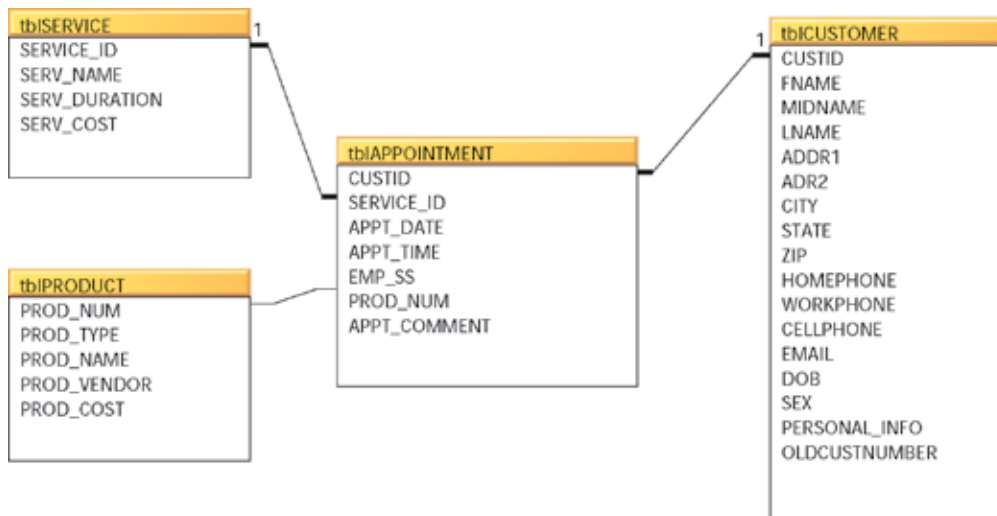 tblSERVICE
SERVICE_ID
SERV_NAME
SERV_DURATION
SERV_COST
1
tblPRODUCT
PROD_NUM
PROD_TYPE
PROD_NAME
PROD_VENDOR
PROD_COST
tblAPPOINTMENT
CUSTID
SERVICE_ID
APPT_DATE
APPT_TIME
EMP_SS
PROD_NUM
APPT_COMMENT
1
tblCUSTOMER
CUSTID
FNAME
MIDNAME
LNAME
ADDR1
ADR2
CITY
STATE
ZIP
HOMEPHONE
WORKPHONE
CELLPHONE
EMAIL
DOB
SEX
PERSONAL_INFO
OLDCUSTNUMBER